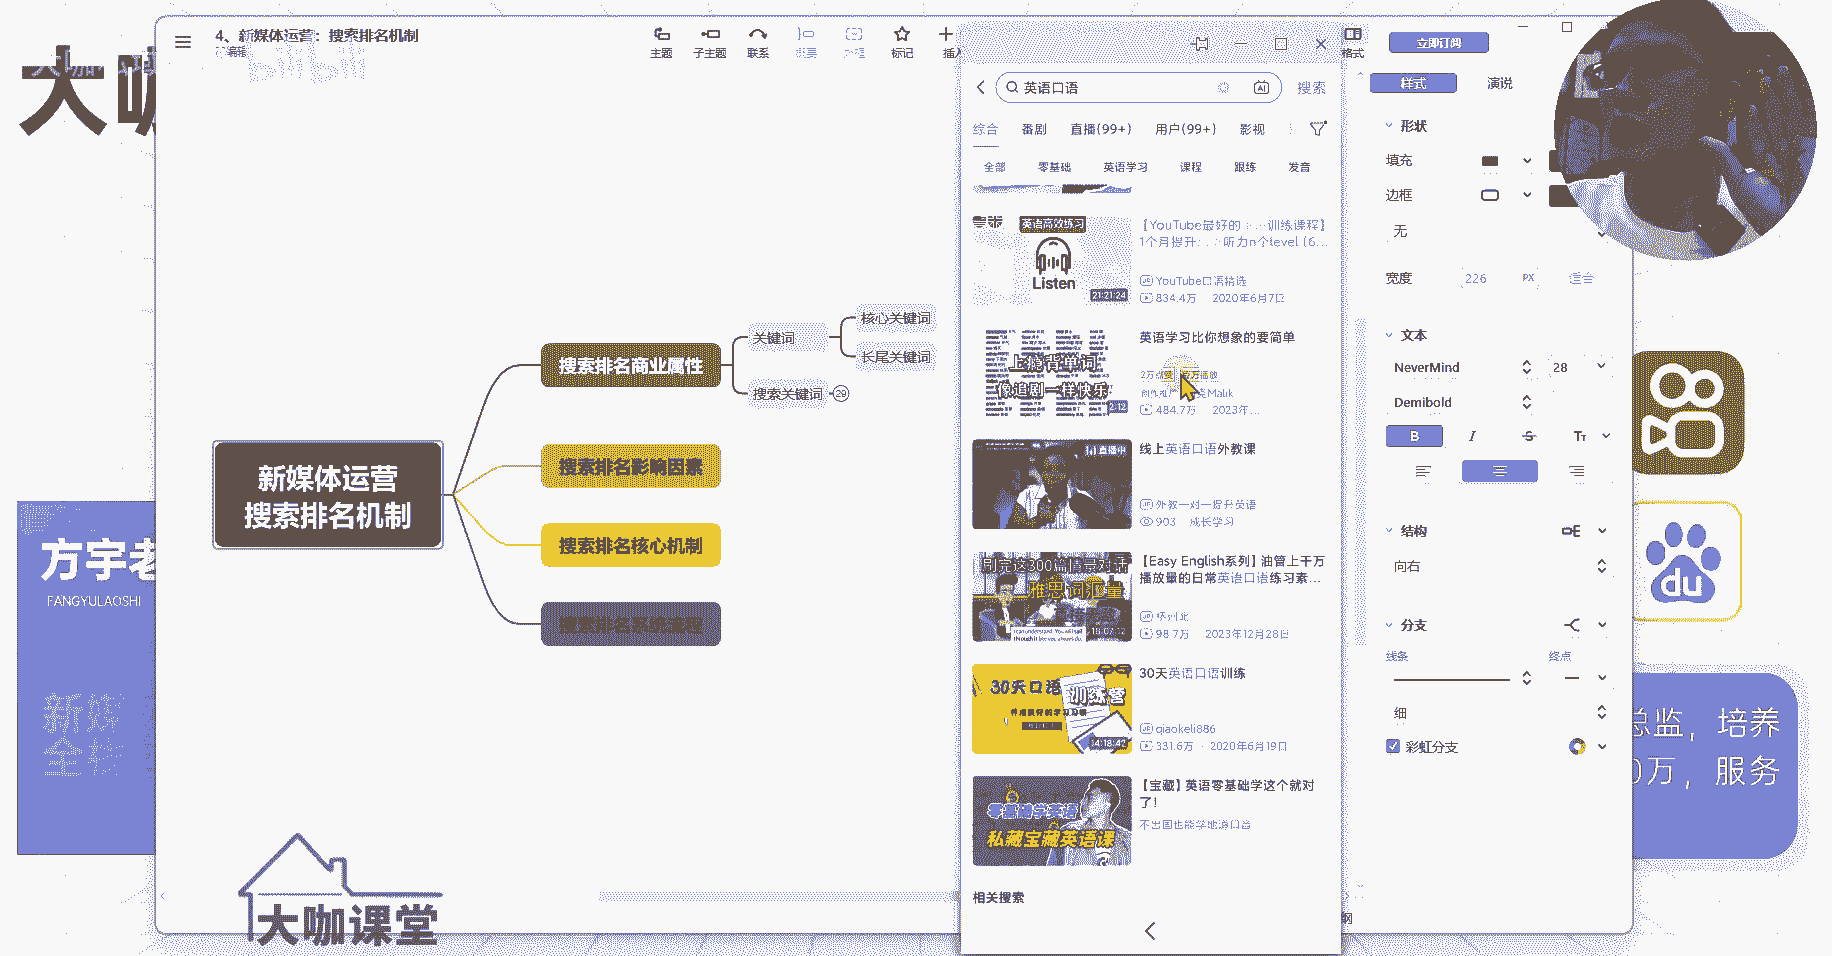 大咖
4、新媒体运营：搜索排名机制
bilibili
主题
子主题
联系
概要
外框
标记
插入
格式
立即订阅
样式
演说
英语口语
AI
搜索
综合
番剧
直播(99+)
用户(99+)
影视
全部
零基础
英语学习
课程
跟练
发音
英语高效练习
Listen
21:21:24
【YouTube最好的
训练课程】
1个月提升
听力n个level (6...
YouTube口语精选
834.4万
2020年6月7日
英语学习比你想象的要简单
上瘾背单词
像追剧一样快乐
2:12
484.7万
2023年...
线上英语口语外教课
直播中
外教一对一提升英语
903
成长学习
【Easy English系列】油管上千万
播放量的日常英语口语练习素...
刷完这300篇情景对话
雅思词汇量
98.7万
2023年12月28日
30天英语口语训练
30天口语
训练营
qiaokeli886
331.6万 · 2020年6月19日
【宝藏】英语零基础学这个就对
了！
零基础学英语
私藏宝藏英语课
不出国也能学地道口音
相关搜索
新媒体运营
搜索排名机制
搜索排名商业属性
搜索排名影响因素
搜索排名核心机制
关键词
搜索关键词
29
核心关键词
长尾关键词
形状
填充
边框
无
宽度
226
PX
适合
文本
NeverMind
28
Demibold
B
I
S
Tт
结构
向右
分支
线条
终点
细
彩虹分支
方宇老
FANGYULAOSHI
新媒
全栈
大咖课堂
du
总监，培养
0万，服务